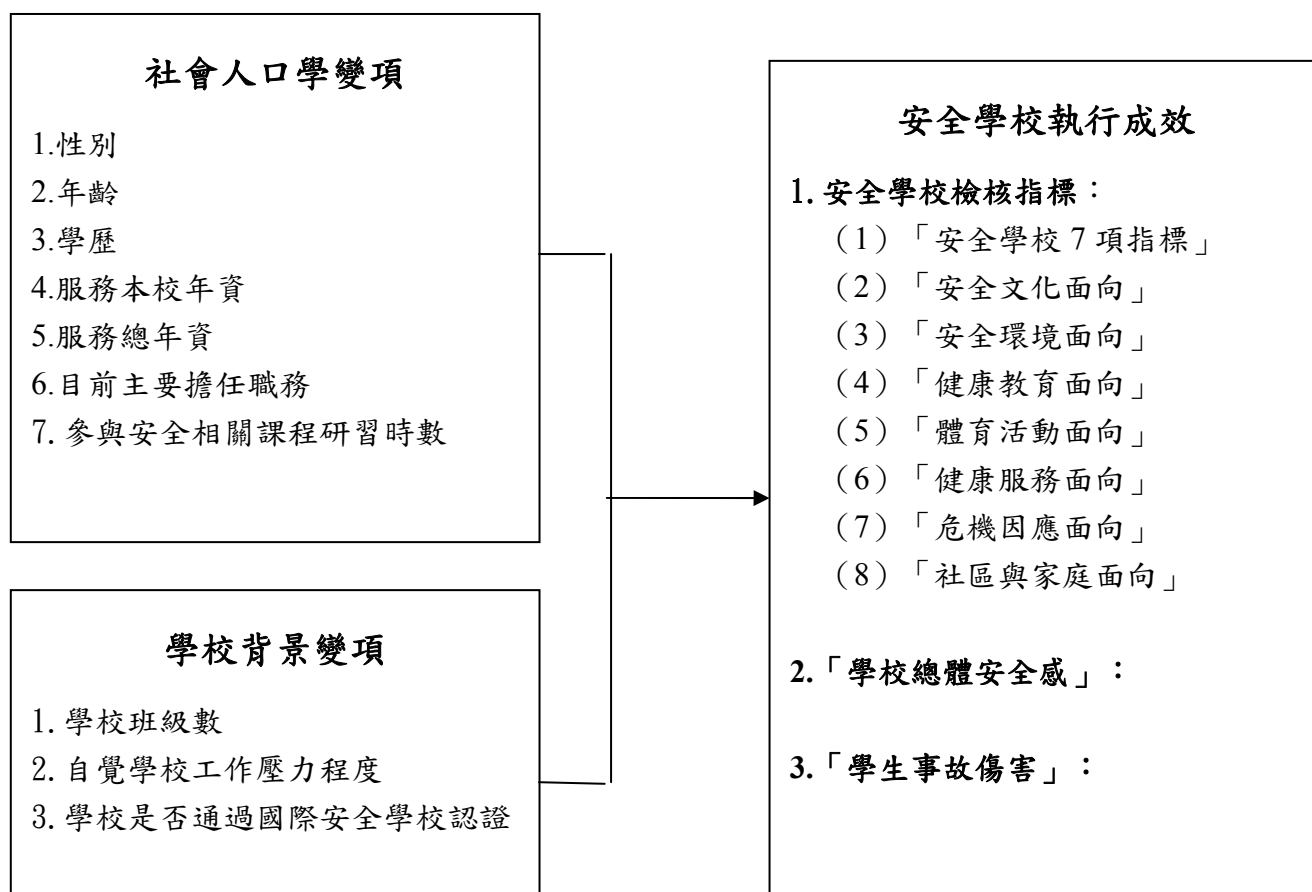 社會人口學變項
1.性別
2.年齡
3.學歷
4.服務本校年資
5.服務總年資
6.目前主要擔任職務
7.參與安全相關課程研習時數
學校背景變項
1.學校班級數
2.自覺學校工作壓力程度
3.學校是否通過國際安全學校認證
安全學校執行成效
1.安全學校檢核指標：
（1）「安全學校 7 項指標」
（2）「安全文化面向」
（3）「安全環境面向」
（4）「健康教育面向」
（5）「體育活動面向」
（6）「健康服務面向」
（7）「危機因應面向」
（8）「社區與家庭面向」
2.「學校總體安全感」：
3.「學生事故傷害」：